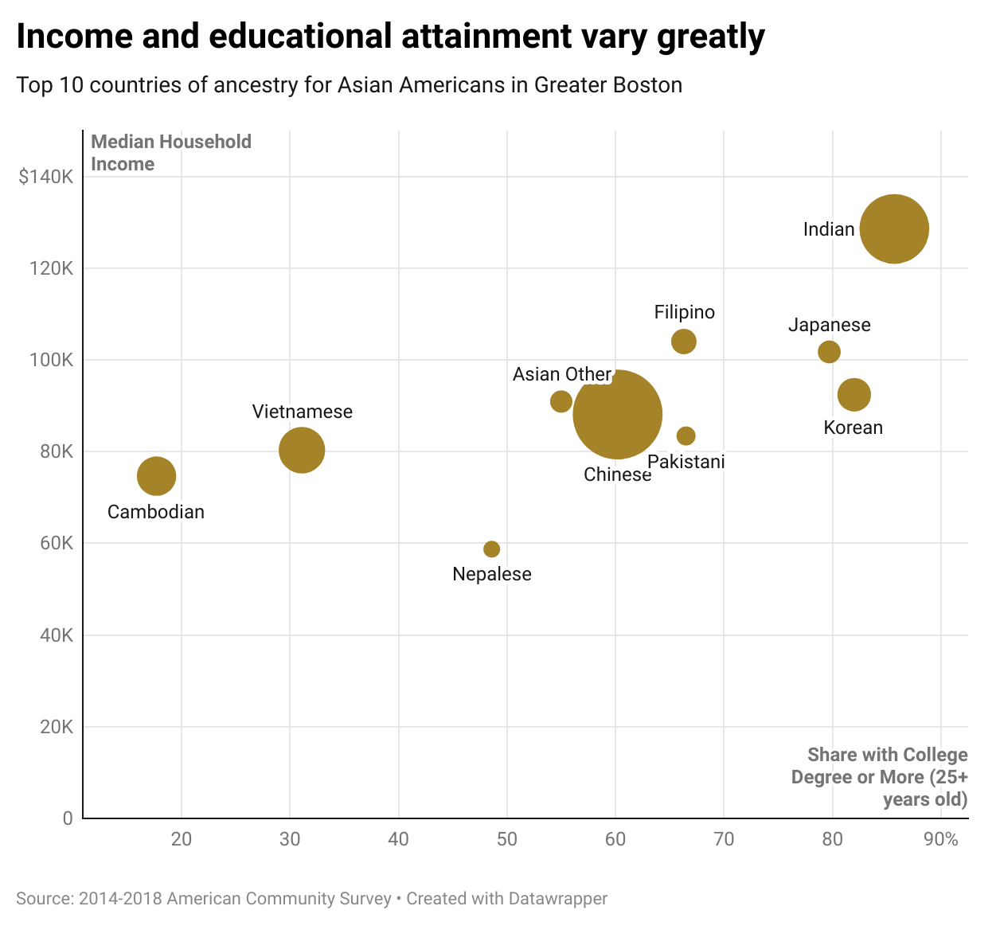 Income and educational attainment vary greatly
Top 10 countries of ancestry for Asian Americans in Greater Boston
Median Household
Income
$140K
Indian
120K
Filipino
Japanese
100K
Asian Other
Vietnamese
Korean
80K
Pakistani
Chinese
Cambodian
60K
Nepalese
40K
20K
Share with College
Degree or More (25+
years old)
0
20 30 40 50 60 70 80 90%
Source: 2014-2018 American Community Survey • Created with Datawrapper